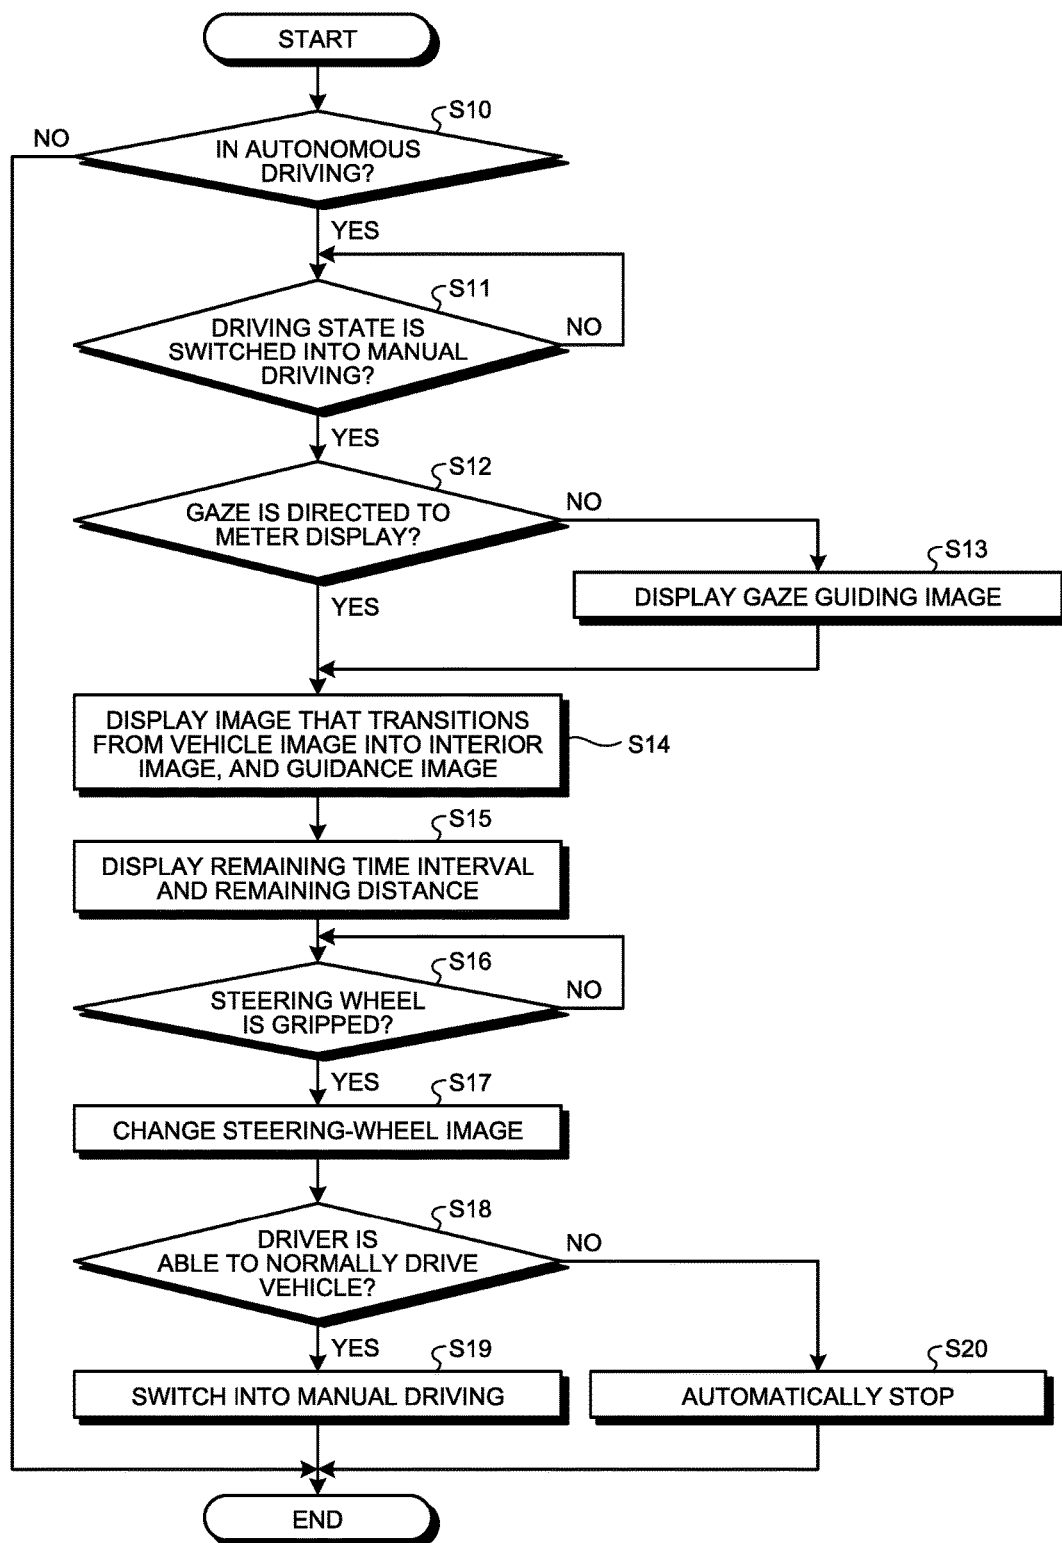 START
S10
NO
IN AUTONOMOUS
DRIVING?
YES
S11
DRIVING STATE IS
SWITCHED INTO MANUAL
DRIVING?
NO
YES
S12
GAZE IS DIRECTED TO
METER DISPLAY?
NO
YES
S13
DISPLAY GAZE GUIDING IMAGE
DISPLAY IMAGE THAT TRANSITIONS
FROM VEHICLE IMAGE INTO INTERIOR
IMAGE, AND GUIDANCE IMAGE
S14
S15
DISPLAY REMAINING TIME INTERVAL
AND REMAINING DISTANCE
S16
STEERING WHEEL
IS GRIPPED?
NO
YES
S17
CHANGE STEERING-WHEEL IMAGE
S18
DRIVER IS
ABLE TO NORMALLY DRIVE
VEHICLE?
NO
YES
S19
SWITCH INTO MANUAL DRIVING
S20
AUTOMATICALLY STOP
END